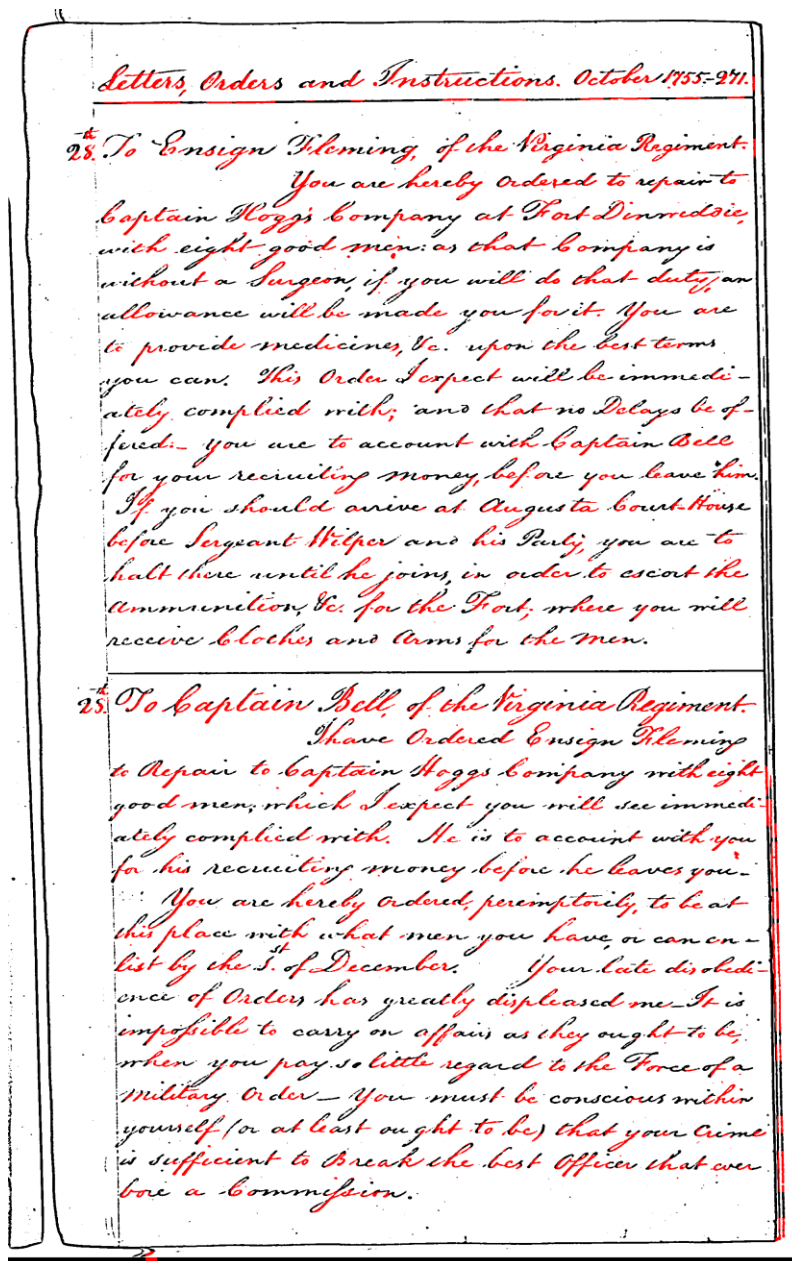 Letters, Orders and Instructions. October 1755.=271.
28.th To Ensign Fleming, of the Virginia Regiment.
You are hereby Ordered to repair to
Captain Hogg's Company at Fort Dinwiddie,
with eight good men: as that Company is
without a Surgeon, if you will do that duty, an
allowance will be made you for it. You are
to provide medicines, &c. upon the best terms
you can. This Order I expect will be immedi-
ately complied with; and that no Delays be of-
fered.- you are to account with Captain Bell
for your recruiting money, before you leave him.
If you should arrive at Augusta Court-House
before Sergeant Wilper and his Party, you are to
halt there until he joins, in order to escort the
Ammunition, &c. for the Fort; where you will
receive Clothes and Arms for the Men.
28.th To Captain Bell, of the Virginia Regiment.
I have Ordered Ensign Fleming
to Repair to Captain Hoggs Company with eight
good men; which I expect you will see immedi-
ately complied with. He is to account with you
for his recruiting money before he leaves you-
You are hereby Ordered, peremptorily, to be at
this place with what men you have, or can en-
list by the 1.st of December. Your late disobedi-
ence of Orders has greatly displeased me_It is
impossible to carry on affairs as they ought to be,
when you pay so little regard to the Force of a
Military Order_You must be conscious within
yourself (or at least ought to be) that your Crime
is sufficient to Break the best Officer that ever
bore a Commission.